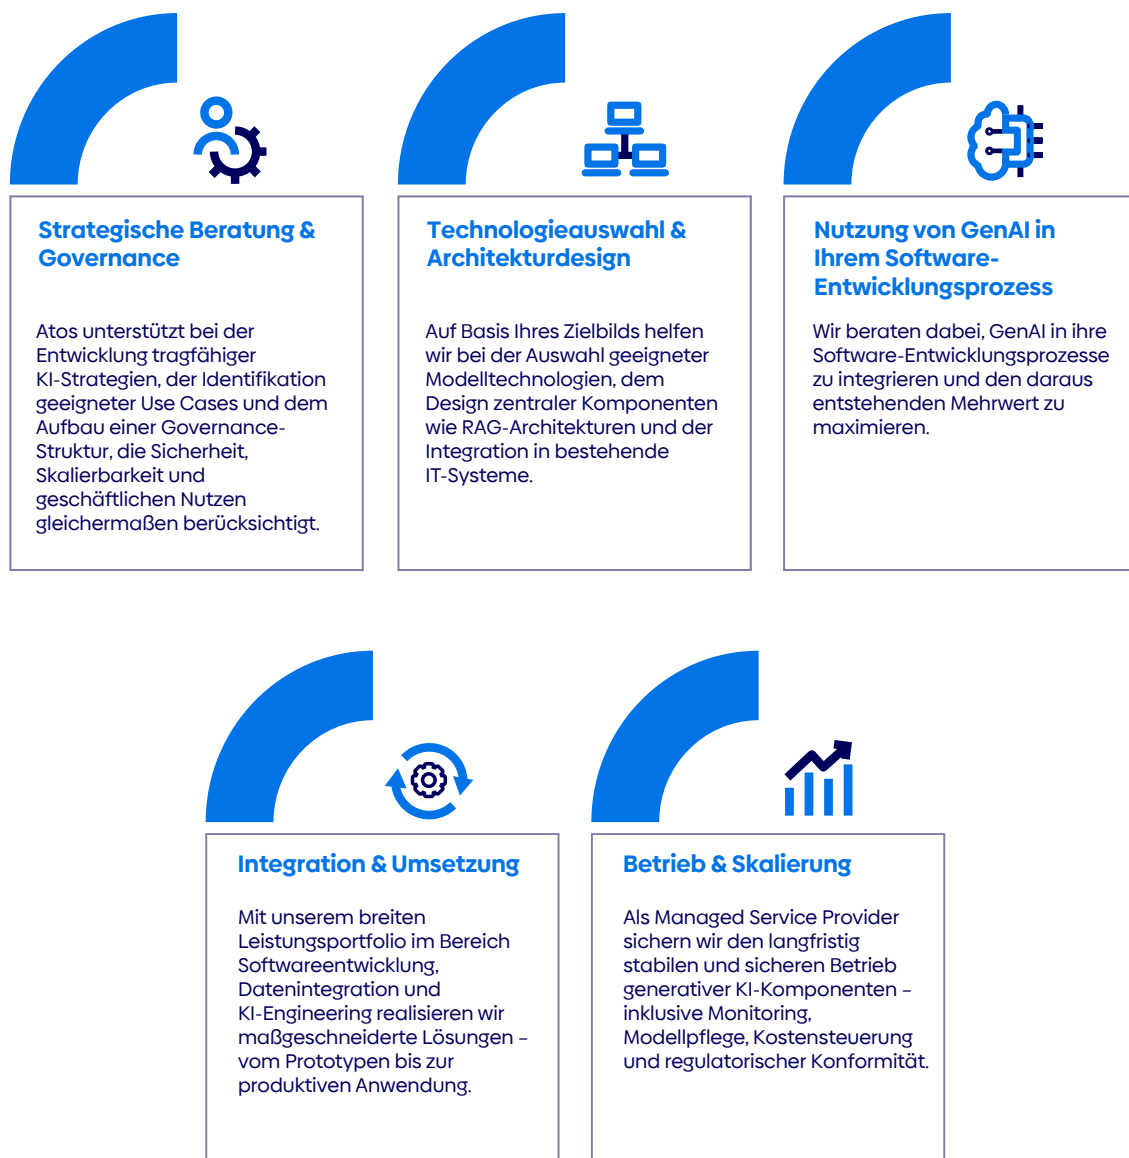 Strategische Beratung &
Governance
Atos unterstützt bei der
Entwicklung tragfähiger
KI-Strategien, der Identifikation
geeigneter Use Cases und dem
Aufbau einer Governance-
Struktur, die Sicherheit,
Skalierbarkeit und
geschäftlichen Nutzen
gleichermaßen berücksichtigt.
Technologieauswahl &
Architekturdesign
Auf Basis Ihres Zielbilds helfen
wir bei der Auswahl geeigneter
Modelltechnologien, dem
Design zentraler Komponenten
wie RAG-Architekturen und der
Integration in bestehende
IT-Systeme.
Nutzung von GenAI in
Ihrem Software-
Entwicklungsprozess
Wir beraten dabei, GenAI in ihre
Software-Entwicklungsprozesse
zu integrieren und den daraus
entstehenden Mehrwert zu
maximieren.
Integration & Umsetzung
Mit unserem breiten
Leistungsportfolio im Bereich
Softwareentwicklung,
Datenintegration und
KI-Engineering realisieren wir
maßgeschneiderte Lösungen –
vom Prototypen bis zur
produktiven Anwendung.
Betrieb & Skalierung
Als Managed Service Provider
sichern wir den langfristig
stabilen und sicheren Betrieb
generativer KI-Komponenten –
inklusive Monitoring,
Modellpflege, Kostensteuerung
und regulatorischer Konformität.